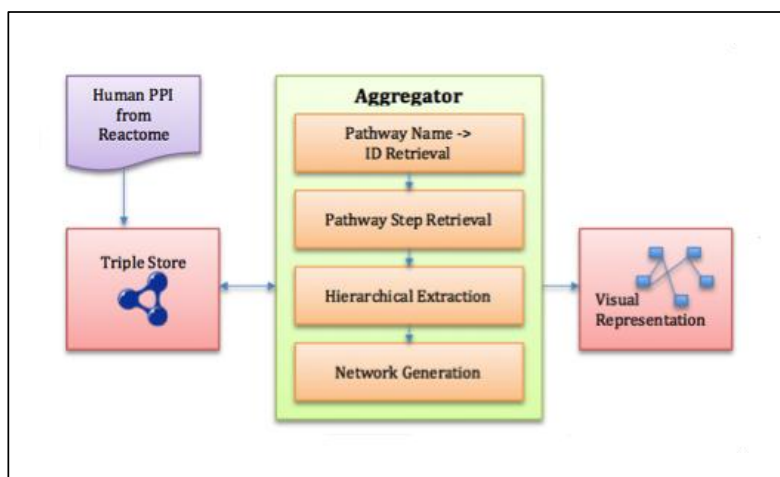 Human PPI
from
Reactome
Triple Store
Aggregator
Pathway Name ->
ID Retrieval
Pathway Step Retrieval
Hierarchical Extraction
Network Generation
Visual
Representation